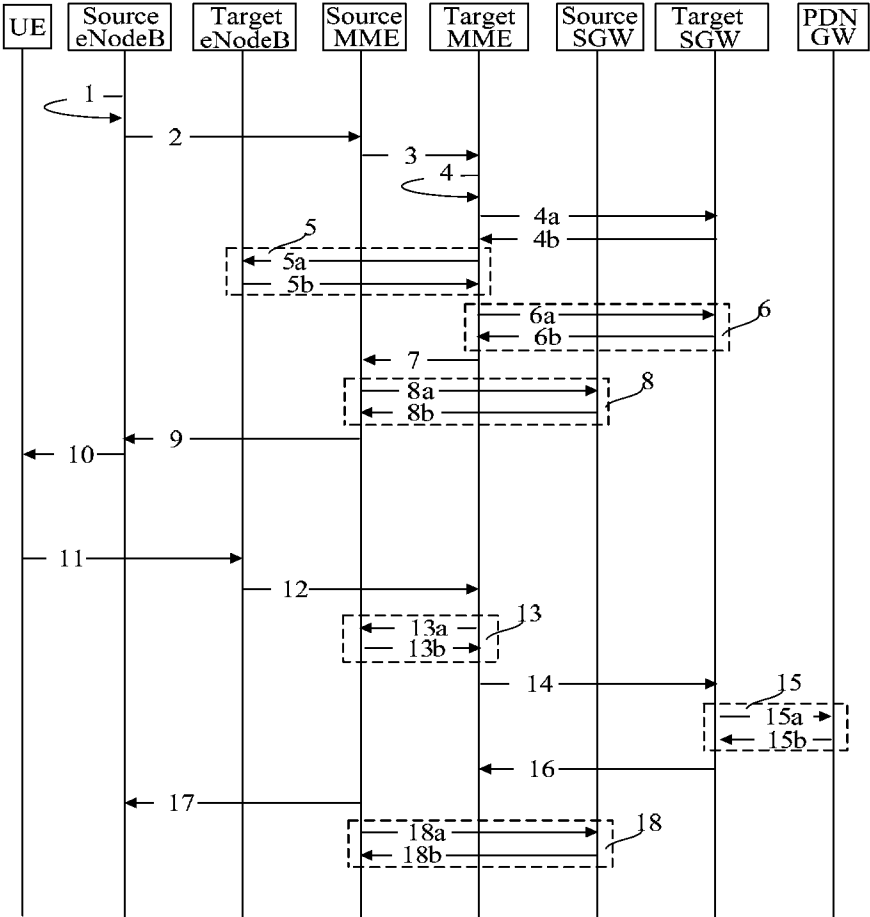 UE
Source
eNodeB
Target
eNodeB
Source
MME
Target
MME
Source
SGW
Target
SGW
PDN
GW
1
2
3
4
4a
4b
5
5a
5b
6a
6
6b
7
8
8a
8b
9
10
11
12
13
13a
13b
14
15
15a
15b
16
17
18
18a
18b